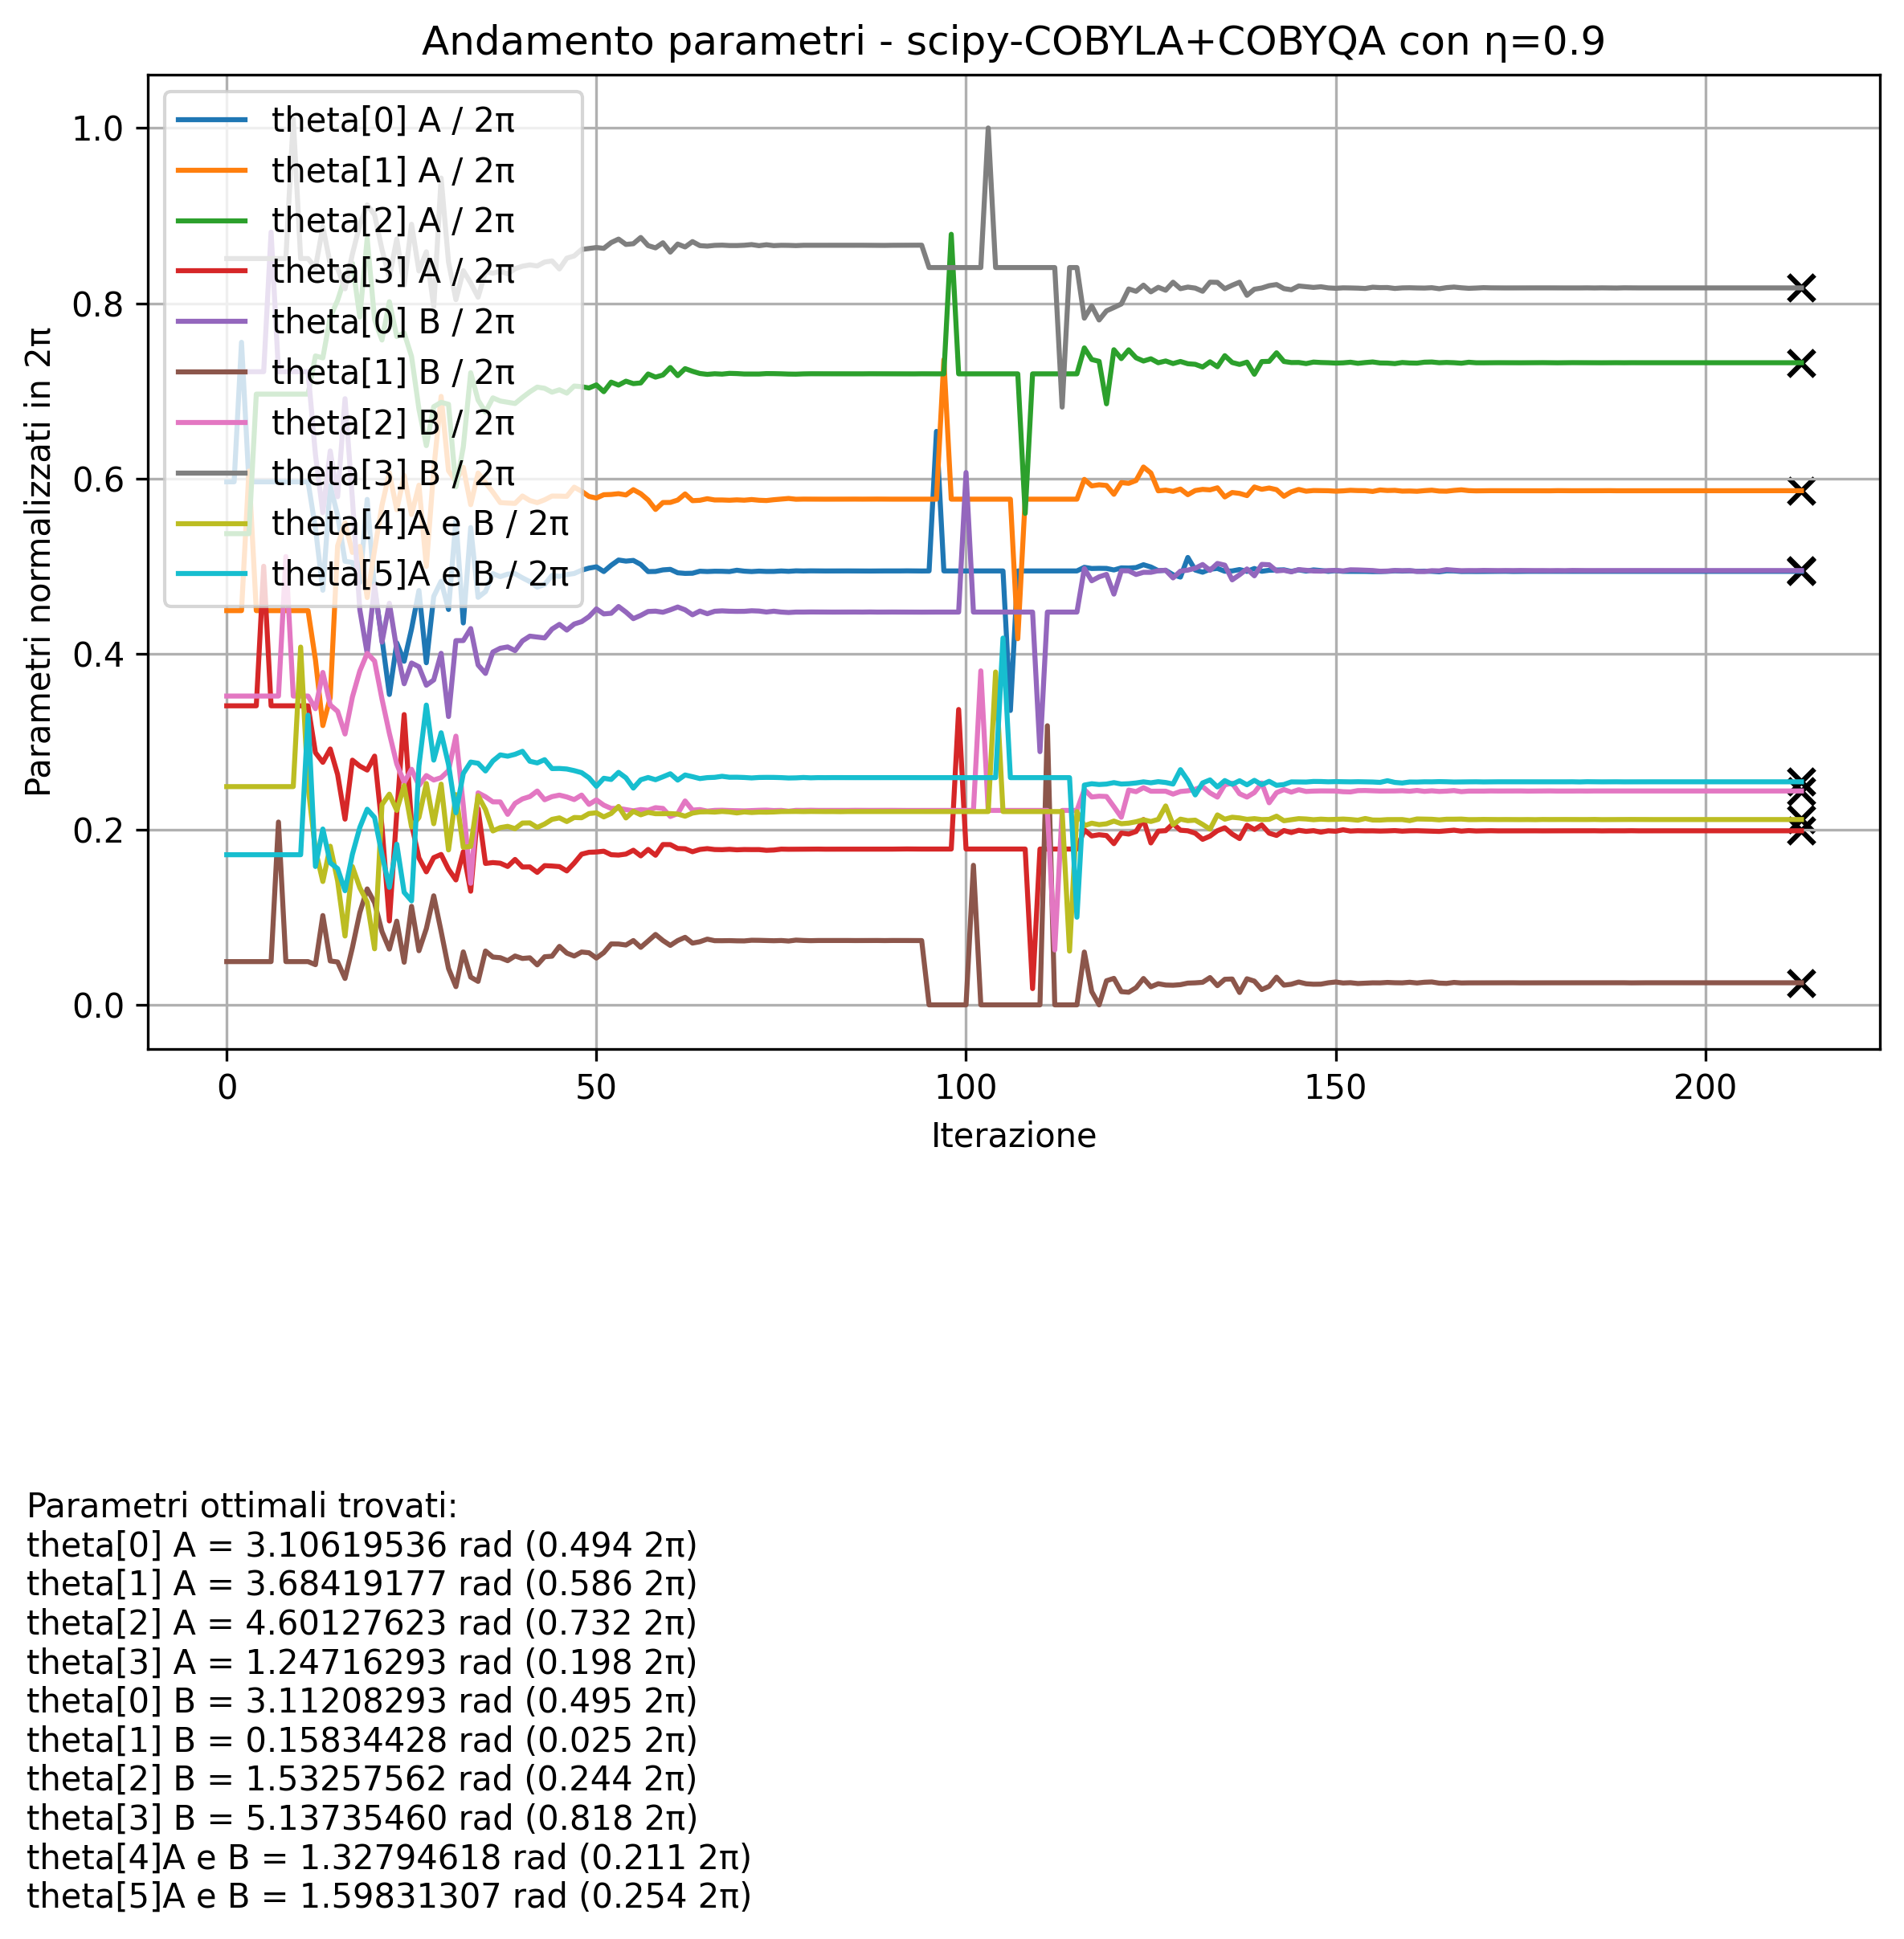 Andamento parametri - scipy-COBYLA+COBYQA con η=0.9
Parametri normalizzati in 2π
1.0
0.8
0.6
0.4
0.2
0.0
theta[0] A / 2π
theta[1] A / 2π
theta[2] A / 2π
theta[3] A / 2π
theta[0] B / 2π
theta[1] B / 2π
theta[2] B / 2π
theta[3] B / 2π
theta[4]A e B / 2π
theta[5]A e B / 2π
0 50 100 150 200
Iterazione
Parametri ottimali trovati:
theta[0] A = 3.10619536 rad (0.494 2π)
theta[1] A = 3.68419177 rad (0.586 2π)
theta[2] A = 4.60127623 rad (0.732 2π)
theta[3] A = 1.24716293 rad (0.198 2π)
theta[0] B = 3.11208293 rad (0.495 2π)
theta[1] B = 0.15834428 rad (0.025 2π)
theta[2] B = 1.53257562 rad (0.244 2π)
theta[3] B = 5.13735460 rad (0.818 2π)
theta[4]A e B = 1.32794618 rad (0.211 2π)
theta[5]A e B = 1.59831307 rad (0.254 2π)